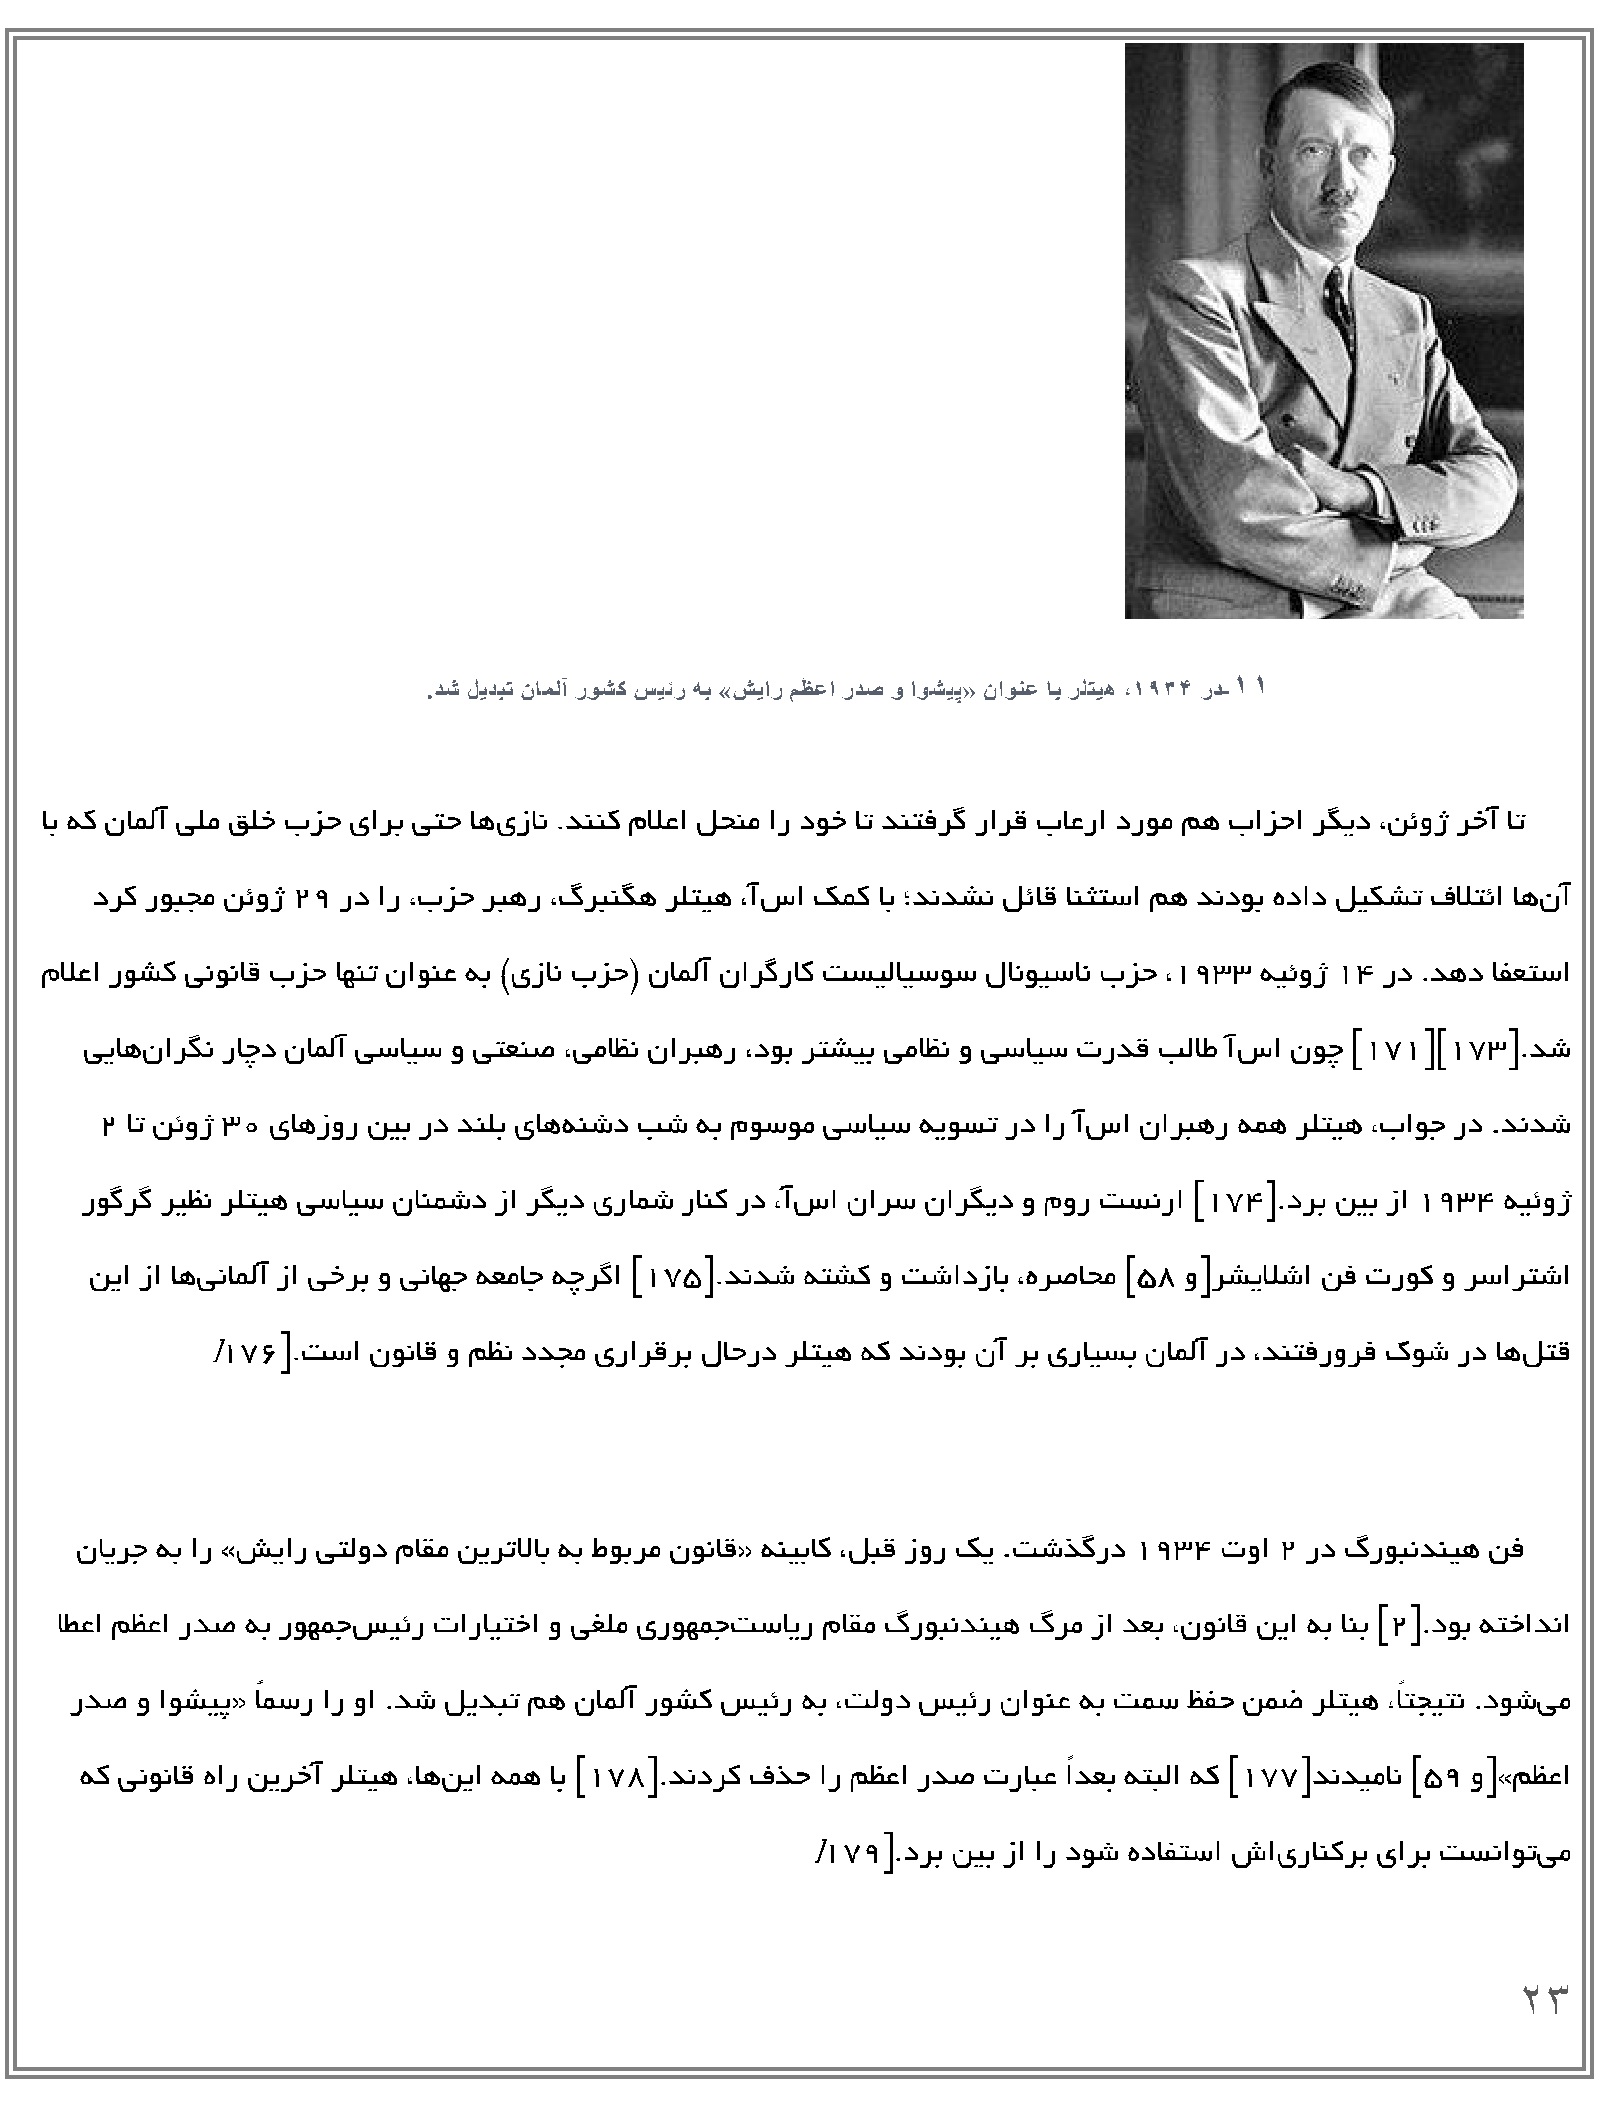 ۱۱-در ۱۹۳۴، هیتلر با عنوان «پیشوا و صدر اعظم رایش» به رئیس کشور آلمان تبدیل شد.
تا آخر ژوئن، دیگر احزاب هم مورد ارعاب قرار گرفتند تا خود را منحل اعلام کنند. نازی‌ها حتی برای حزب خلق ملی آلمان که با
آن‌ها ائتلاف تشکیل داده بودند هم استثنا قائل نشدند؛ با کمک اس‌آ، هیتلر هگنبرگ، رهبر حزب، را در ۲۹ ژوئن مجبور کرد
استعفا دهد. در ۱۴ ژوئیه ۱۹۳۳، حزب ناسیونال سوسیالیست کارگران آلمان (حزب نازی) به عنوان تنها حزب قانونی کشور اعلام
شد.[۱۷۳][۱۷۱] چون اس‌آ طالب قدرت سیاسی و نظامی بیشتر بود، رهبران نظامی، صنعتی و سیاسی آلمان دچار نگران‌هایی
شدند. در جواب، هیتلر همه رهبران اس‌آ را در تسویه سیاسی موسوم به شب دشنه‌های بلند در بین روزهای ۳۰ ژوئن تا ۲
ژوئیه ۱۹۳۴ از بین برد.[۱۷۴] ارنست روم و دیگران سران اس‌آ، در کنار شماری دیگر از دشمنان سیاسی هیتلر نظیر گرگور
اشتراسر و کورت فن اشلایشر[و ۵۸] محاصره، بازداشت و کشته شدند.[۱۷۵] اگرچه جامعه جهانی و برخی از آلمانی‌ها از این
قتل‌ها در شوک فرورفتند، در آلمان بسیاری بر آن بودند که هیتلر درحال برقراری مجدد نظم و قانون است.[۱۷۶/
فن هیندنبورگ در ۲ اوت ۱۹۳۴ درگذشت. یک روز قبل، کابینه «قانون مربوط به بالاترین مقام دولتی رایش» را به جریان
انداخته بود.[۲] بنا به این قانون، بعد از مرگ هیندنبورگ مقام ریاست‌جمهوری ملغی و اختیارات رئیس‌جمهور به صدر اعظم اعطا
می‌شود. نتیجتاً، هیتلر ضمن حفظ سمت به عنوان رئیس دولت، به رئیس کشور آلمان هم تبدیل شد. او را رسماً «پیشوا و صدر
اعظم»[و ۵۹] نامیدند[۱۷۷] که البته بعداً عبارت صدر اعظم را حذف کردند.[۱۷۸] با همه این‌ها، هیتلر آخرین راه قانونی که
می‌توانست برای برکناری‌اش استفاده شود را از بین برد.[۱۷۹/
۲۳